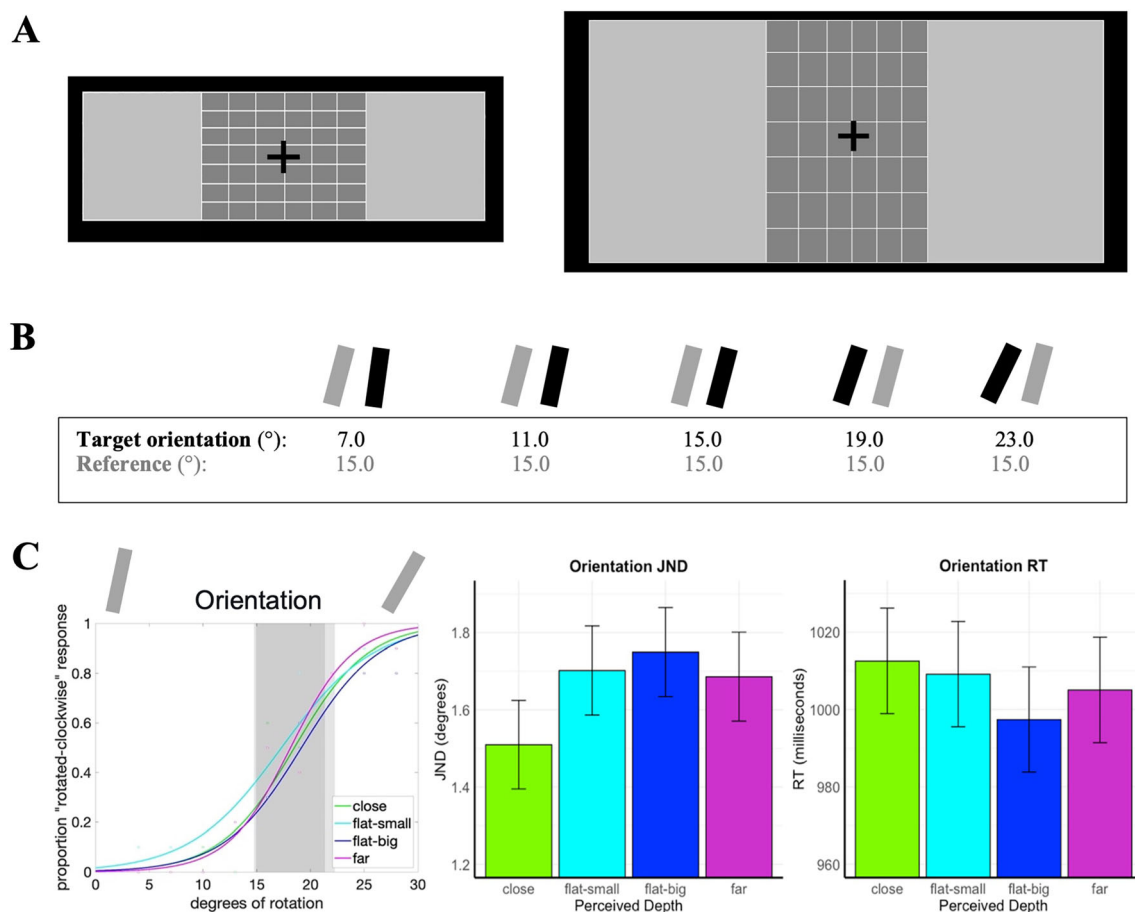 A
B
Target orientation (°): 7.0 11.0 15.0 19.0 23.0
Reference (°): 15.0 15.0 15.0 15.0 15.0
C
Orientation
proportion "rotated-clockwise" response
1
0.8
0.6
0.4
0.2
0
close
flat-small
flat-big
far
0 5 10 15 20 25 30
degrees of rotation
Orientation JND
JND (degrees)
1.8
1.6
1.4
1.2
close flat-small flat-big far
Perceived Depth
Orientation RT
RT (milliseconds)
1020
1000
980
960
close flat-small flat-big far
Perceived Depth